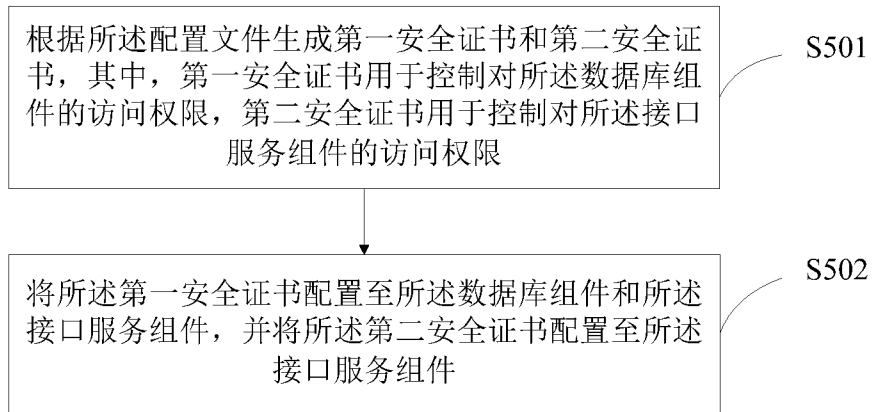 根据所述配置文件生成第一安全证书和第二安全证
书，其中，第一安全证书用于控制对所述数据库组
件的访问权限，第二安全证书用于控制对所述接口
服务组件的访问权限
S501
将所述第一安全证书配置至所述数据库组件和所述
接口服务组件，并将所述第二安全证书配置至所述
接口服务组件
S502